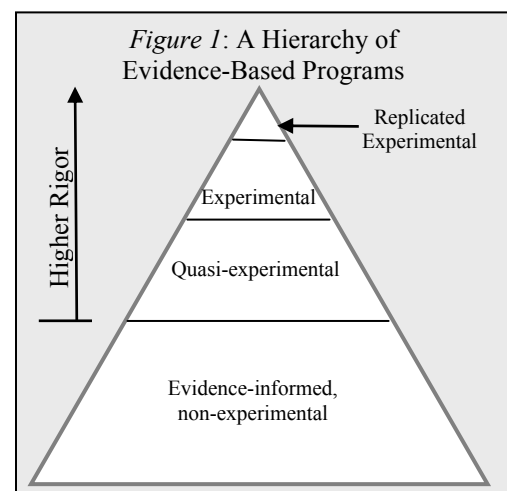 Figure 1: A Hierarchy of
Evidence-Based Programs
Replicated
Experimental
Higher Rigor
Experimental
Quasi-experimental
Evidence-informed,
non-experimental